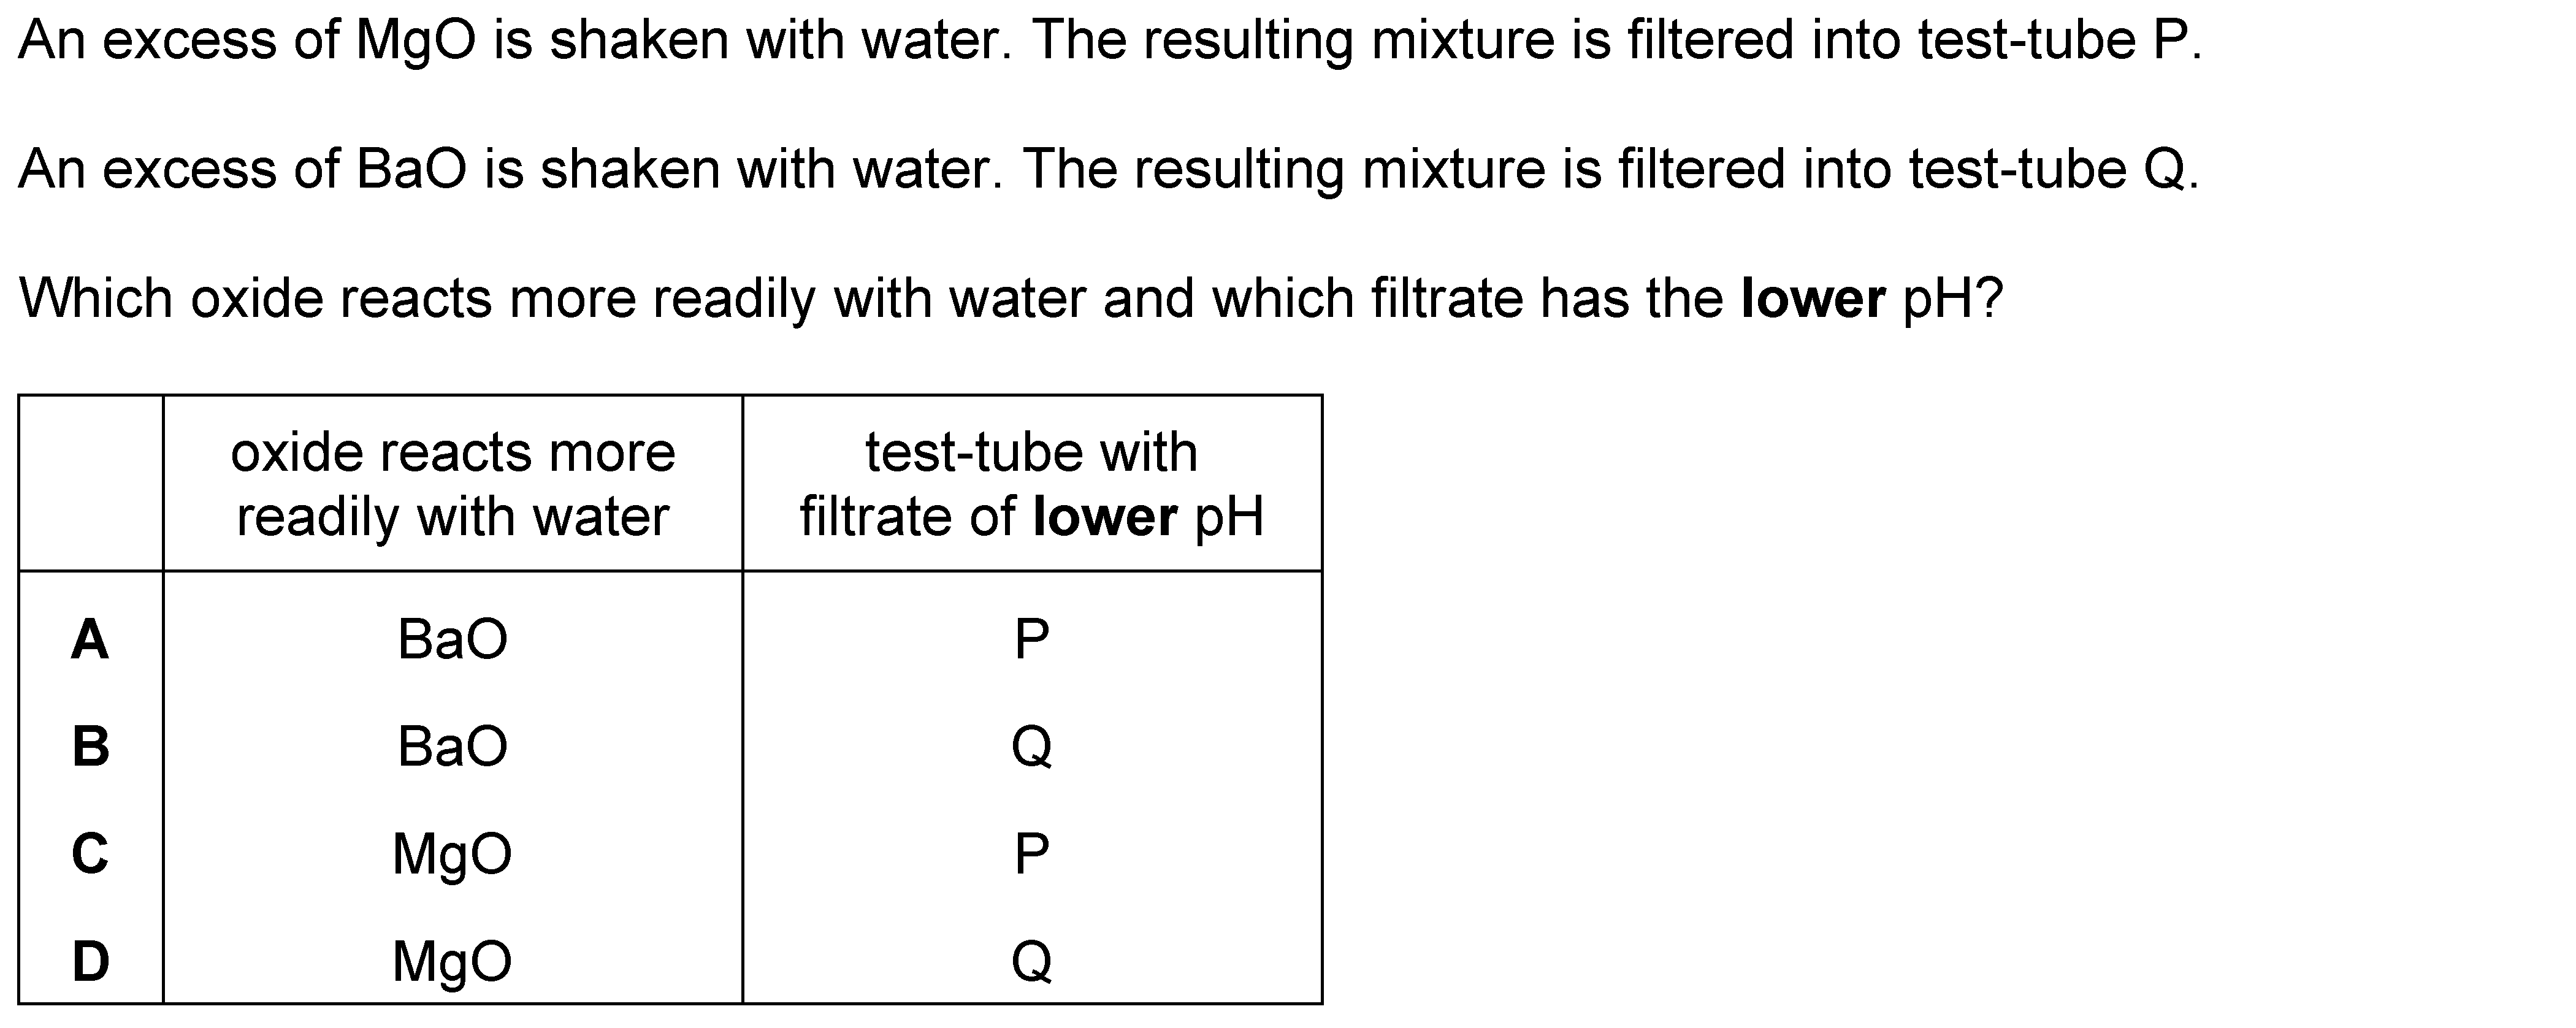 An excess of MgO is shaken with water. The resulting mixture is filtered into test-tube P.
An excess of BaO is shaken with water. The resulting mixture is filtered into test-tube Q.
Which oxide reacts more readily with water and which filtrate has the lower pH?
oxide reacts more readily with water
test-tube with filtrate of lower pH
A BaO P
B BaO Q
C MgO P
D MgO Q